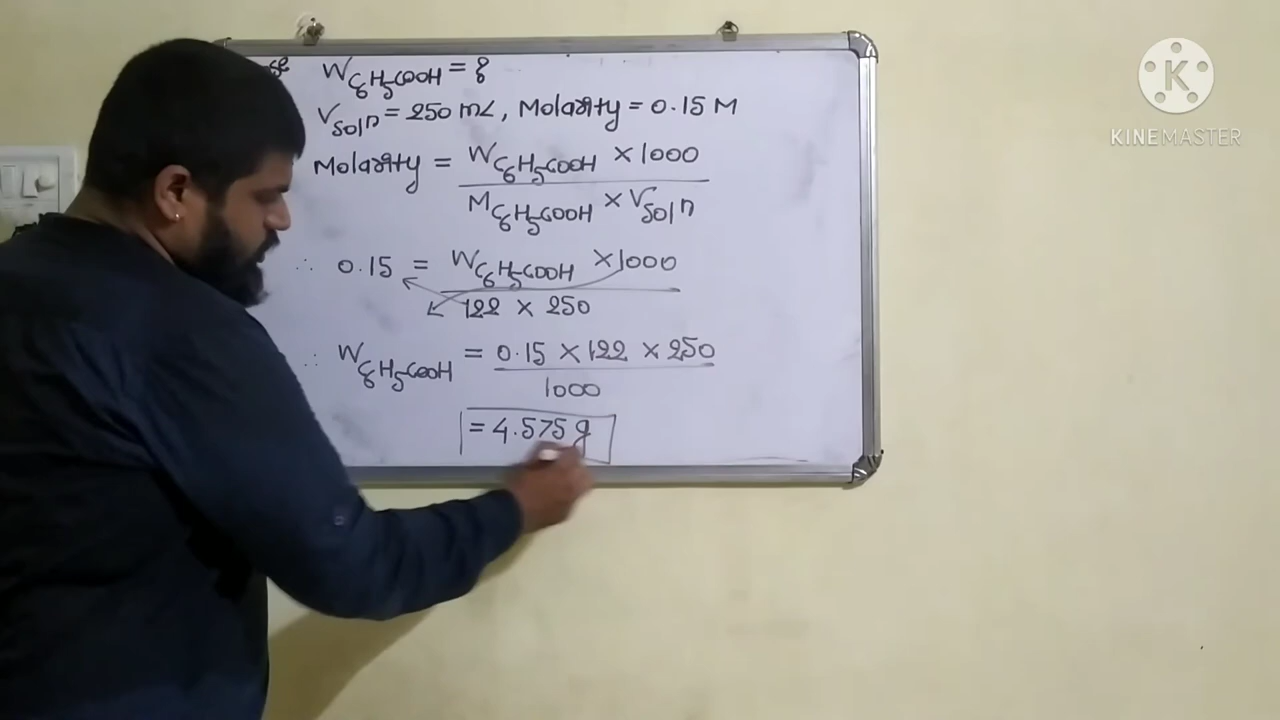 W C6H5COOH = ?
V soln = 250 mL, Molarity = 0.15 M
Molarity = W C6H5COOH × 1000
M C6H5COOH × V soln
∴ 0.15 = W C6H5COOH × 1000
122 × 250
∴ W C6H5COOH = 0.15 × 122 × 250
1000
= 4.575 g
K
KINEMASTER